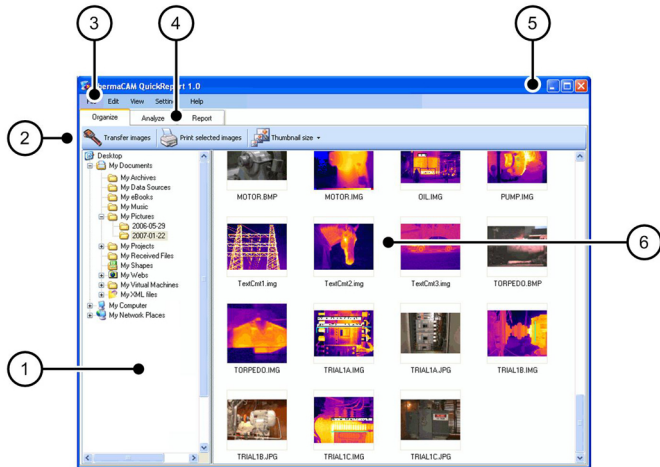 3
4
5
ThermaCAM QuickReport 1.0
File Edit View Settings Help
Organize Analyze Report
2
Transfer images Print selected images Thumbnail size
Desktop
My Documents
My Archives
My Data Sources
My eBooks
My Music
My Pictures
2006-05-29
2007-01-22
My Projects
My Received Files
My Shapes
My Webs
My Virtual Machines
My XML files
My Computer
My Network Places
1
MOTOR.BMP MOTOR.IMG OIL.IMG PUMP.IMG
6
TextCmt1.img TextCmt2.img TextCmt3.img TORPEDO.BMP
TORPEDO.IMG TRIAL1A.IMG TRIAL1A.JPG TRIAL1B.IMG
TRIAL1B.JPG TRIAL1C.IMG TRIAL1C.JPG